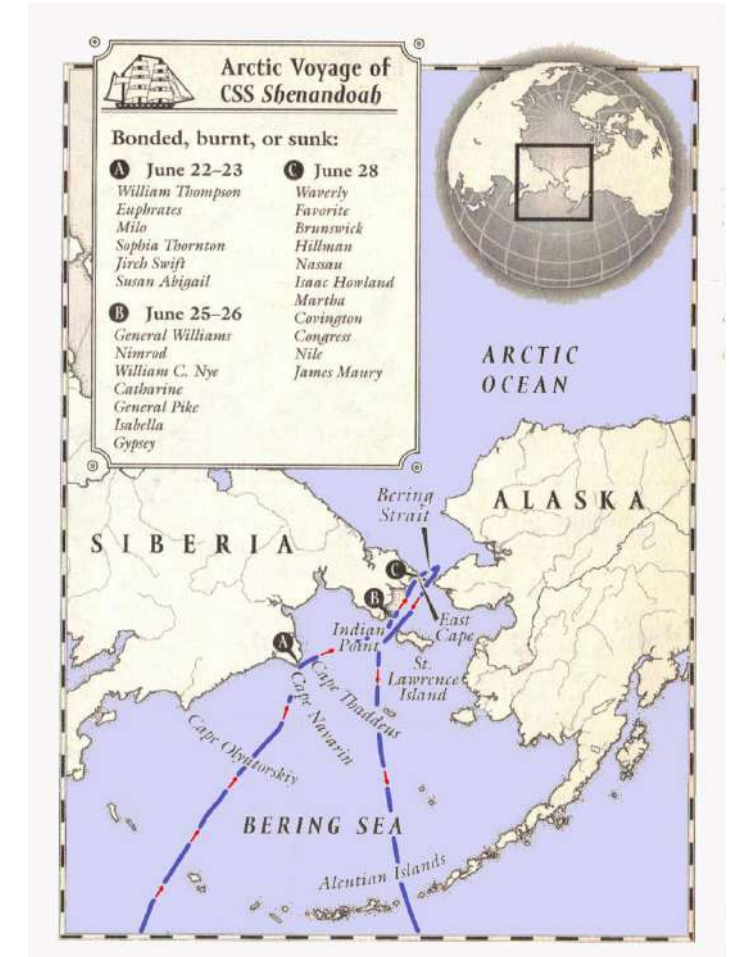 Arctic Voyage of
CSS Shenandoah
Bonded, burnt, or sunk:
A June 22–23
William Thompson
Euphrates
Milo
Sophia Thornton
Jireh Swift
Susan Abigail
B June 25–26
General Williams
Nimrod
William C. Nye
Catharine
General Pike
Isabella
Gypsey
C June 28
Waverly
Favorite
Brunswick
Hillman
Nassau
Isaac Howland
Martha
Covington
Congress
Nile
James Maury
ARCTIC
OCEAN
Bering
Strait
ALASKA
SIBERIA
C
B
A
East
Cape
Indian
Point
St.
Lawrence
Island
Cape Thaddeus
Cape Navarin
Cape Olyutorskiy
BERING SEA
Aleutian Islands